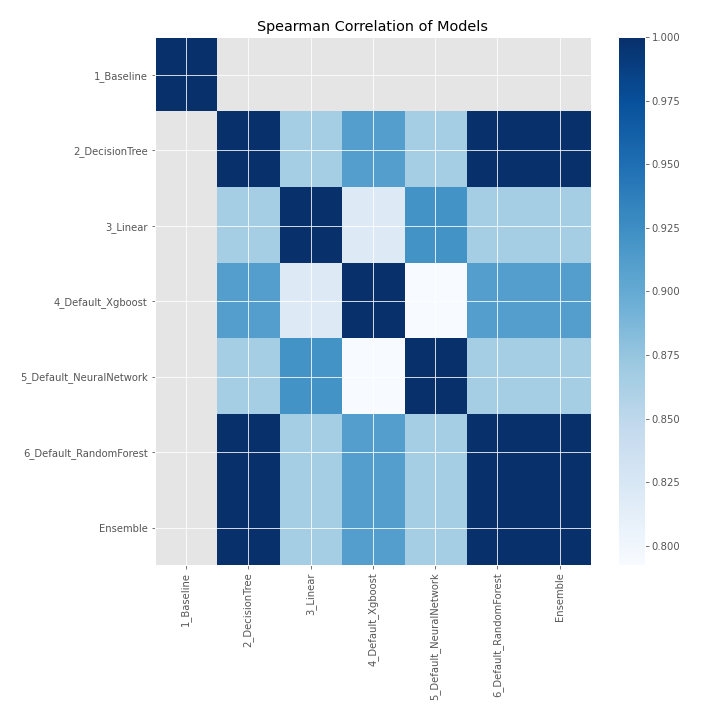 Spearman Correlation of Models
1_Baseline
2_DecisionTree
3_Linear
4_Default_Xgboost
5_Default_NeuralNetwork
6_Default_RandomForest
Ensemble
1_Baseline
2_DecisionTree
3_Linear
4_Default_Xgboost
5_Default_NeuralNetwork
6_Default_RandomForest
Ensemble
1.000
0.975
0.950
0.925
0.900
0.875
0.850
0.825
0.800